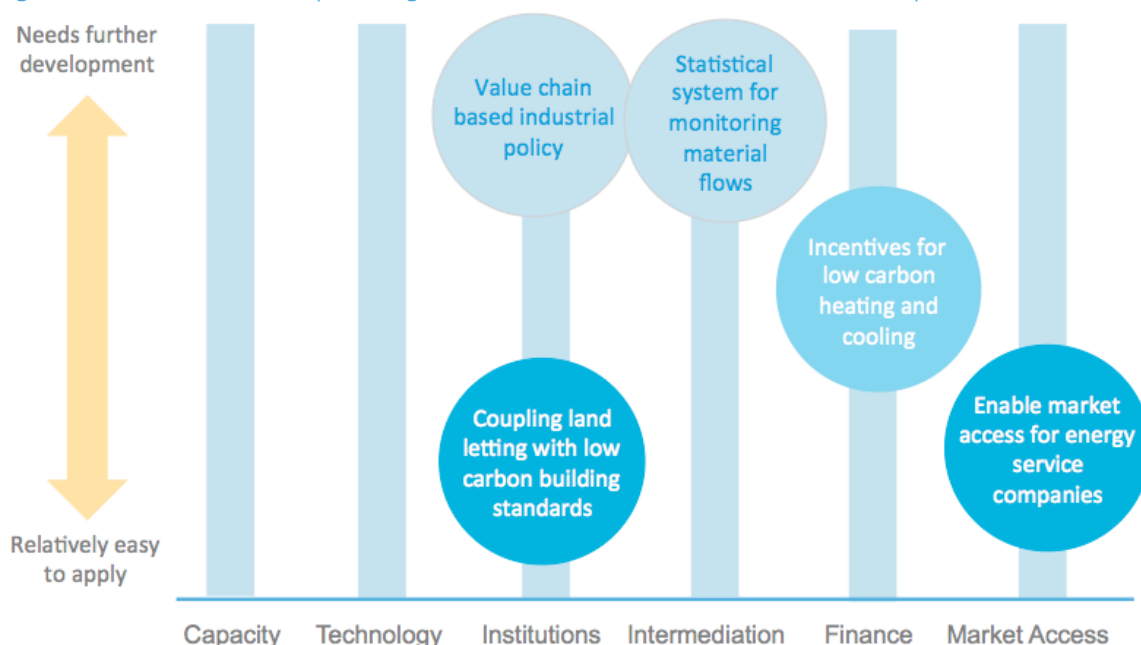 Needs further
development
Value chain
based industrial
policy
Statistical
system for
monitoring
material
flows
Incentives for
low carbon
heating and
cooling
Coupling land
letting with low
carbon building
standards
Enable market
access for energy
service
companies
Relatively easy
to apply
Capacity Technology Institutions Intermediation Finance Market Access